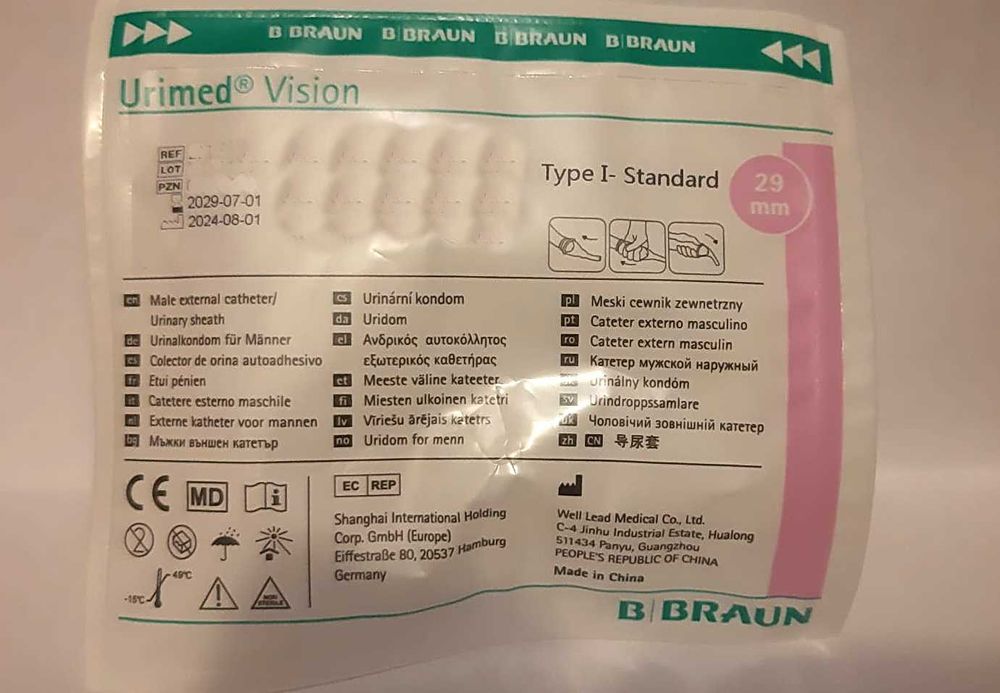 B BRAUN B BRAUN B BRAUN B BRAUN
Urimed® Vision
REF
LOT
PZN
2029-07-01
2024-08-01
Type I- Standard
29
mm
en Male external catheter/
Urinary sheath
de Urinalkondom für Männer
es Colector de orina autoadhesivo
fr Etui pénien
it Catetere esterno maschile
nl Externe katheter voor mannen
bg Мъжки външен катетър
cs Urinární kondom
da Uridom
el Ανδρικός αυτοκόλλητος
εξωτερικός καθετήρας
et Meeste väline kateeter
fi Miesten ulkoinen katetri
lv Vīriešu ārējais katetrs
no Uridom for menn
pl Meski cewnik zewnetrzny
pt Cateter externo masculino
ro Cateter extern masculin
ru Катетер мужской наружный
Urinálny kondóm
sv Urindroppssamlare
uk Чоловічий зовнішній катетер
zh CN 导尿套
CE MD i
49°C
-15°C
NON
STERILE
EC REP
Shanghai International Holding
Corp. GmbH (Europe)
Eiffestraße 80, 20537 Hamburg
Germany
Well Lead Medical Co., Ltd.
C-4 Jinhu Industrial Estate, Hualong
511434 Panyu, Guangzhou
PEOPLE'S REPUBLIC OF CHINA
Made in China
B BRAUN